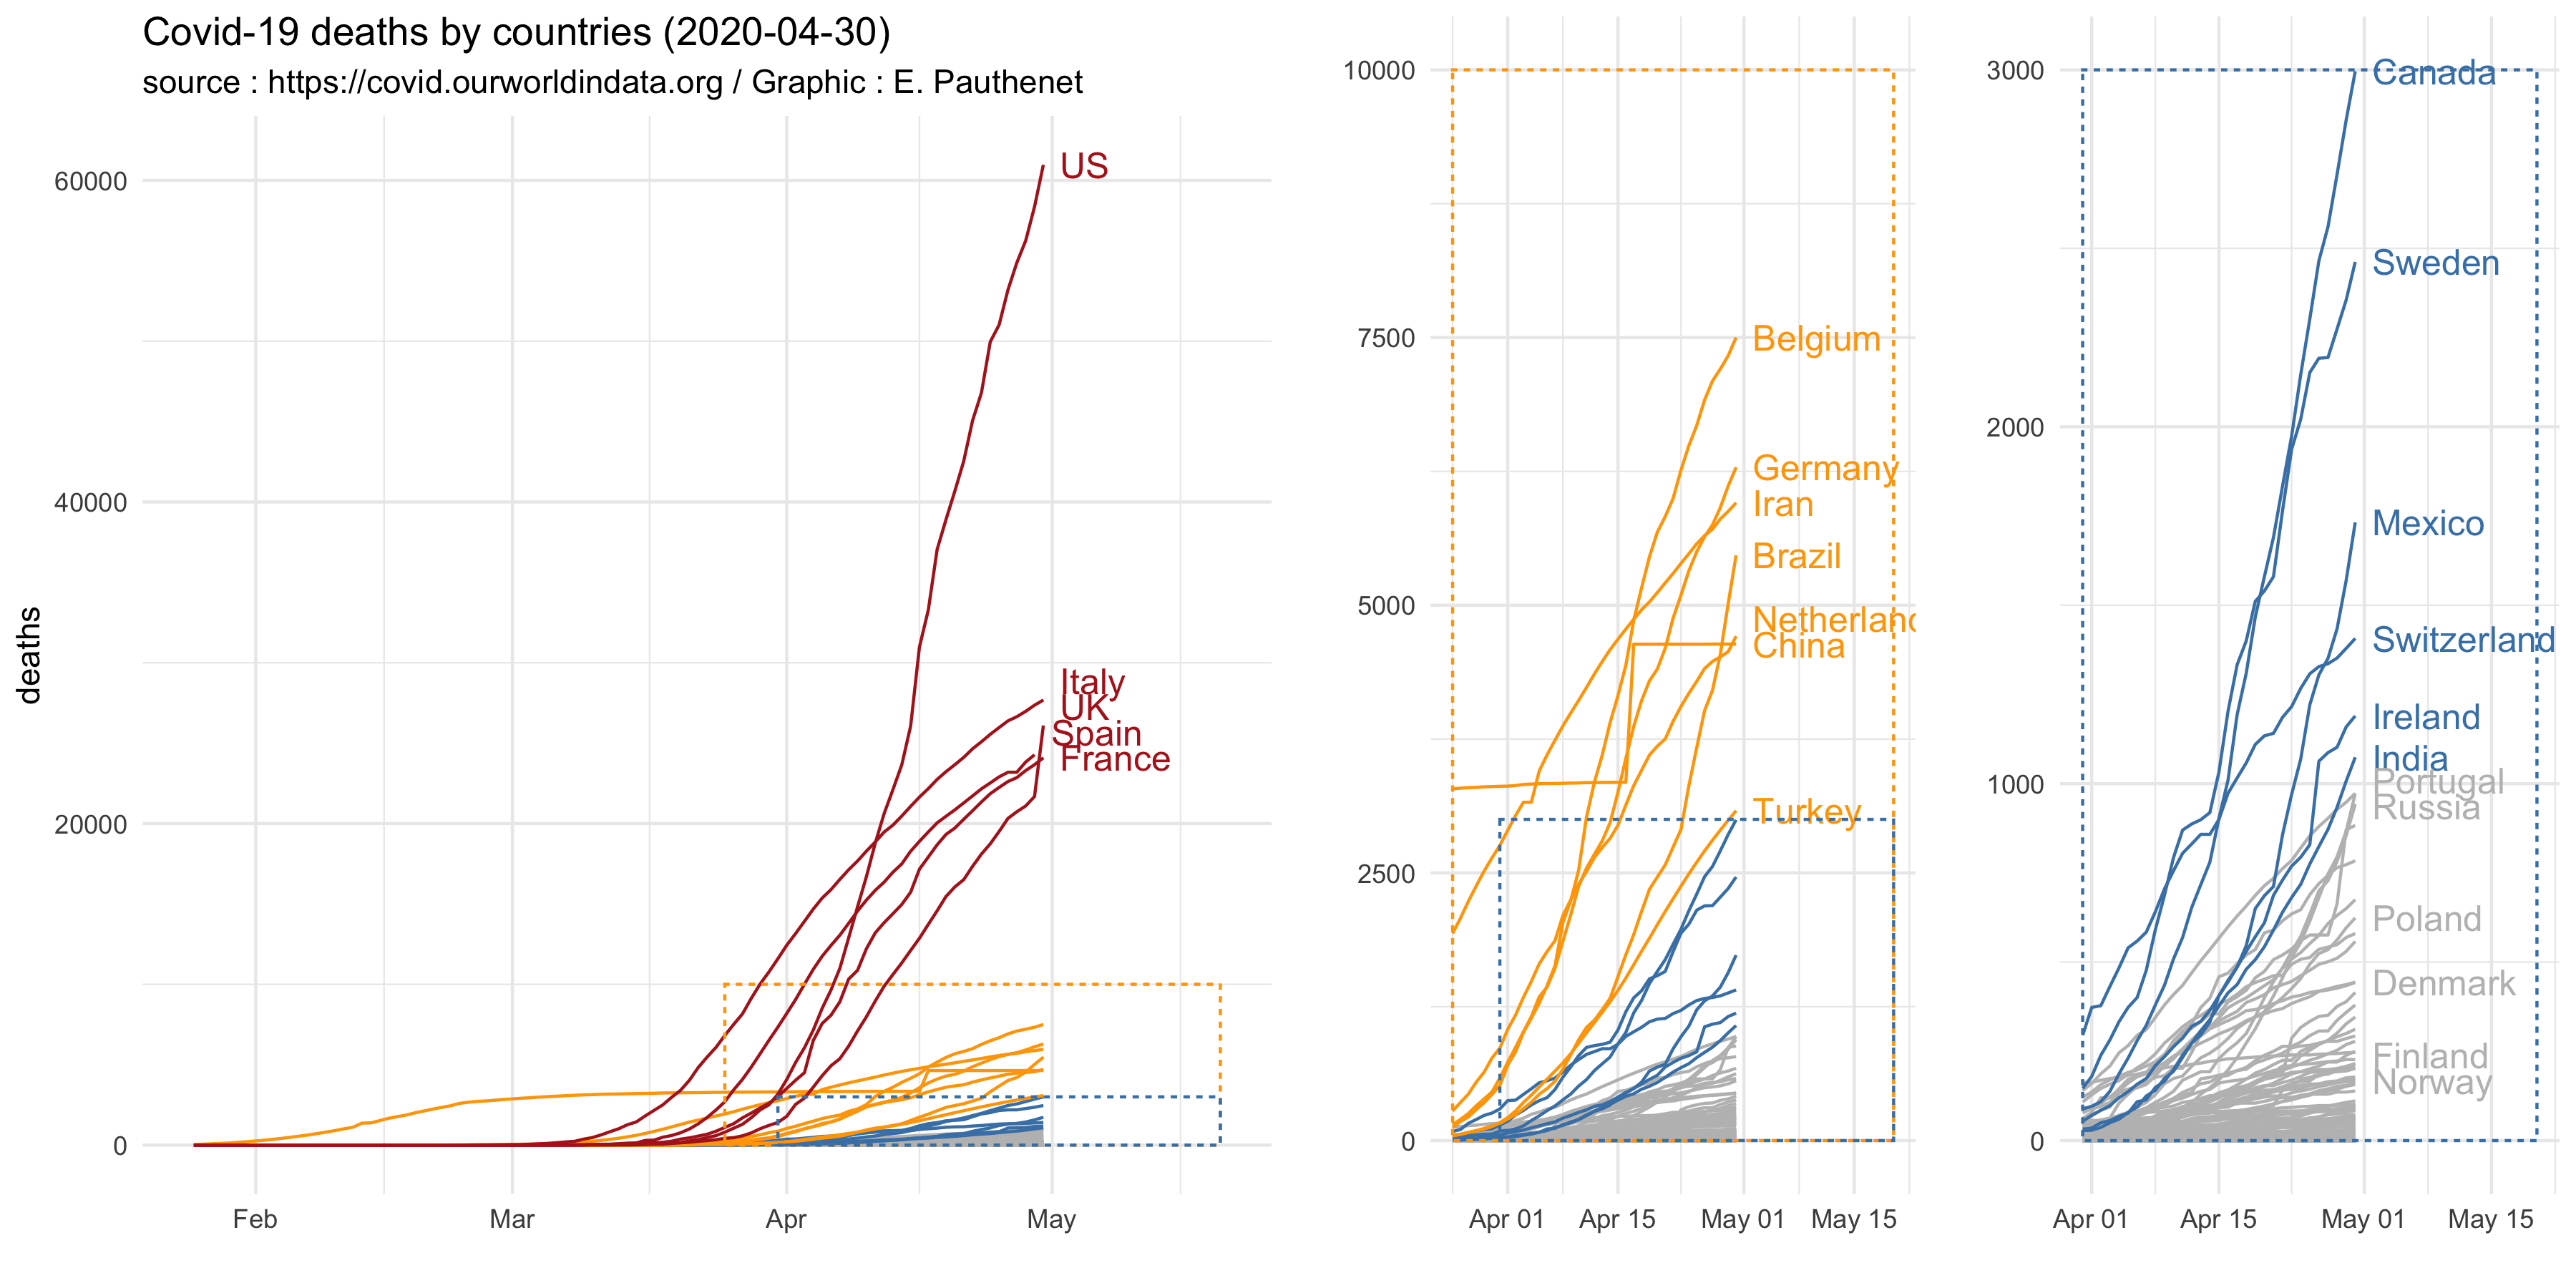 Covid-19 deaths by countries (2020-04-30)
source : https://covid.ourworldindata.org / Graphic : E. Pauthenet
deaths
60000
40000
20000
0
Feb
Mar
Apr
May
US
Italy
UK
Spain
France
10000
7500
5000
2500
0
Apr 01
Apr 15
May 01
May 15
Belgium
Germany
Iran
Brazil
Netherlanc
China
Turkey
3000
2000
1000
0
Apr 01
Apr 15
May 01
May 15
Canada
Sweden
Mexico
Switzerland
Ireland
India
Portugal
Russia
Poland
Denmark
Finland
Norway